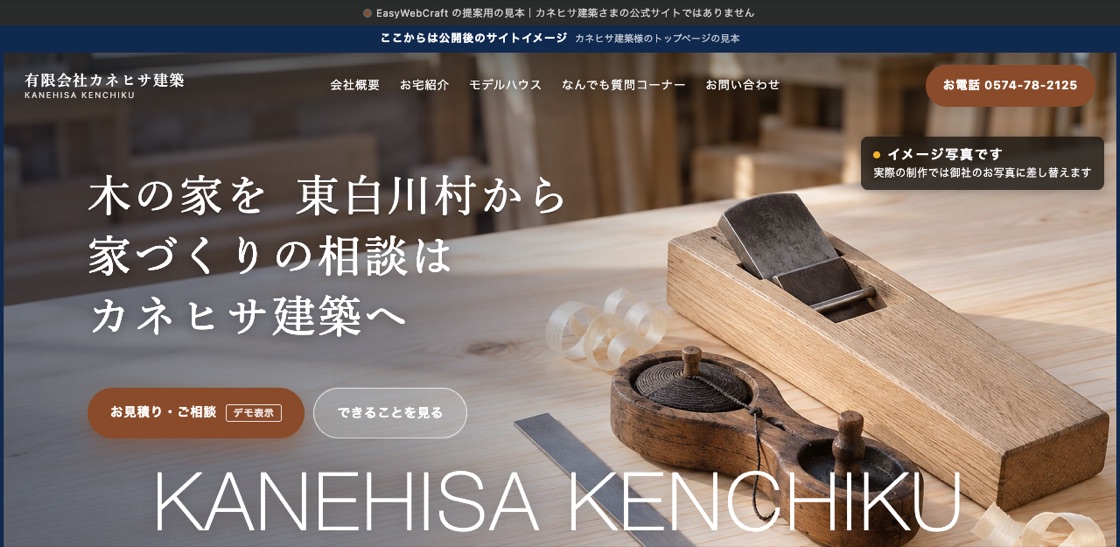 EasyWebCraft の提案用の見本｜カネヒサ建築さまの公式サイトではありません
ここからは公開後のサイトイメージ カネヒサ建築様のトップページの見本
有限会社カネヒサ建築
KANEHISA KENCHIKU
会社概要 お宅紹介 モデルハウス なんでも質問コーナー お問い合わせ
お電話 0574-78-2125
イメージ写真です
実際の制作では御社のお写真に差し替えます
木の家を 東白川村から
家づくりの相談は
カネヒサ建築へ
お見積り・ご相談 デモ表示 できることを見る
KANEHISA KENCHIKU